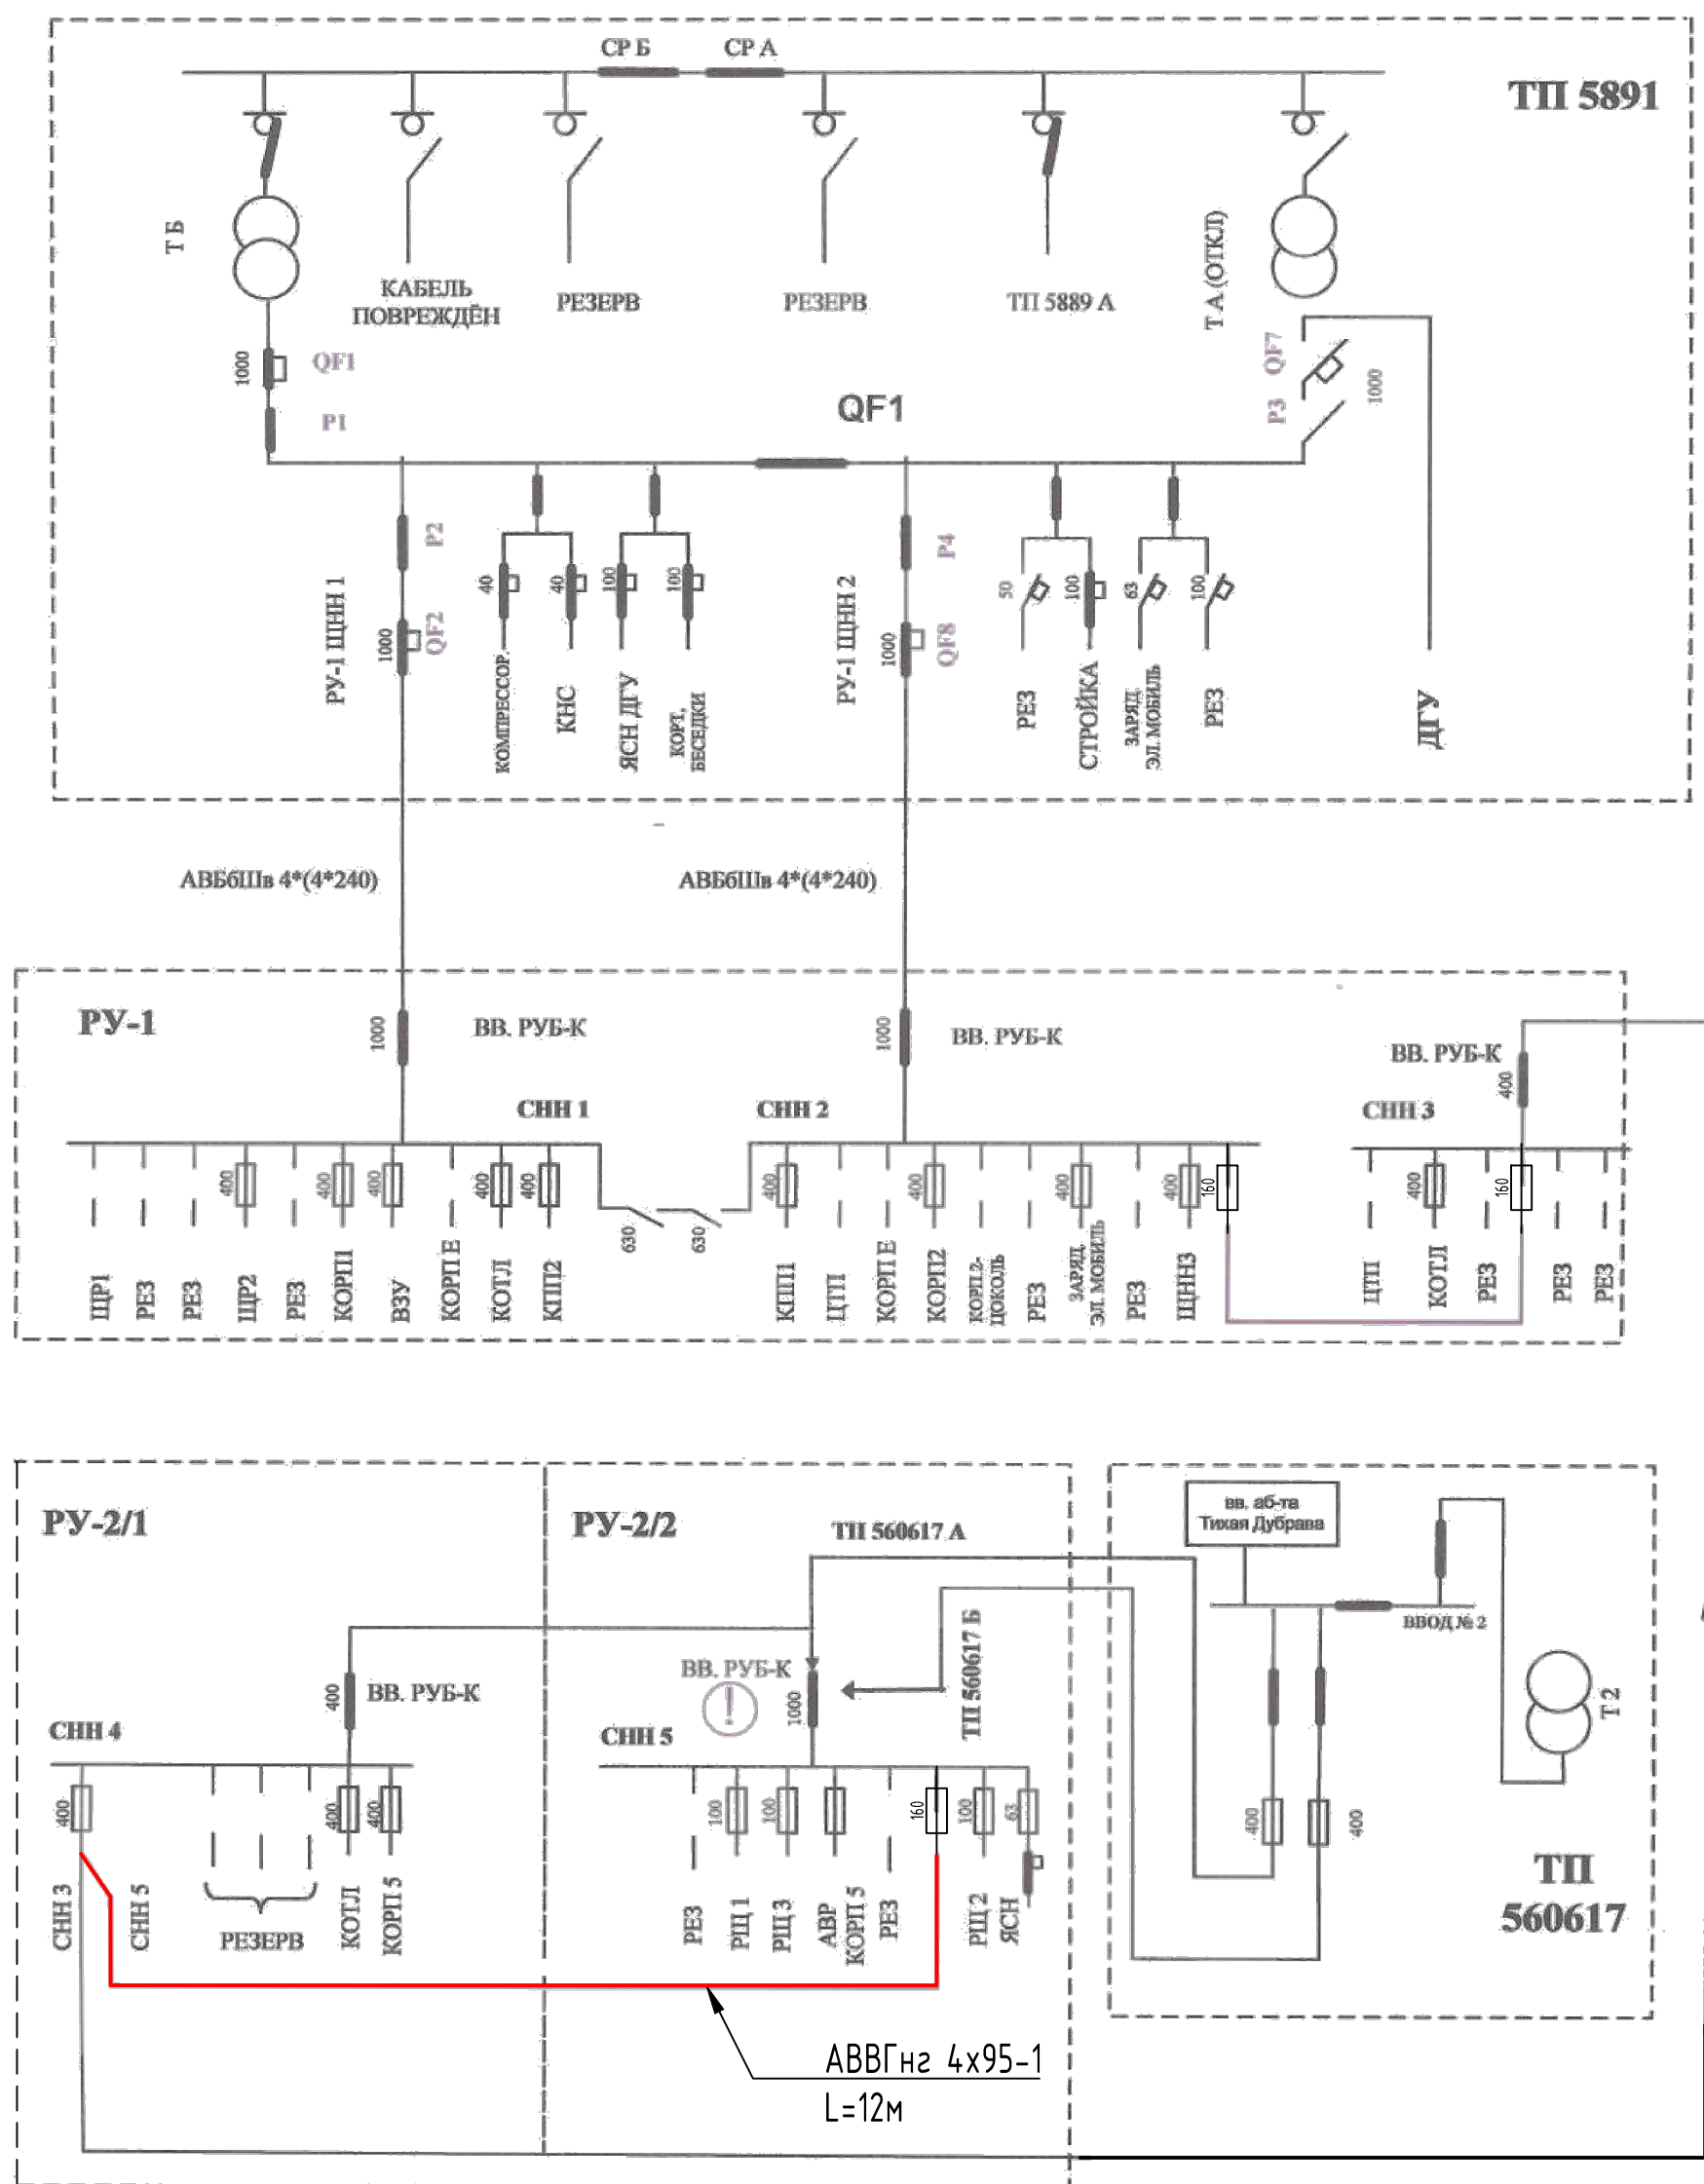 СР Б
СР А
ТП 5891
Т Б
КАБЕЛЬ
ПОВРЕЖДЁН
РЕЗЕРВ
РЕЗЕРВ
ТП 5889 А
Т А (ОТКЛ)
1000
QF1
P1
QF1
QF7
P3
1000
P2
РУ-1 ЩНН 1
1000
QF2
40
40
100
100
КОМПРЕССОР.
КНС
ЯСН ДГУ
КОРТ,
БЕСЕДКИ
P4
РУ-1 ЩНН 2
1000
QF8
50
100
63
100
РЕЗ
СТРОЙКА
ЗАРЯД.
ЭЛ. МОБИЛЬ
РЕЗ
ДГУ
АВБбШв 4*(4*240)
АВБбШв 4*(4*240)
РУ-1
1000
ВВ. РУБ-К
1000
ВВ. РУБ-К
ВВ. РУБ-К
400
СНН 1
СНН 2
СНН 3
400
400
400
400
400
630
630
400
400
400
400
160
400
160
ЩР1
РЕЗ
РЕЗ
ЩР2
РЕЗ
КОРП1
ВЗУ
КОРП Е
КОТЛ
КПП2
КПП1
ЦТП
КОРП Е
КОРП2
КОРП.2-
ЦОКОЛЬ
РЕЗ
ЗАРЯД.
ЭЛ. МОБИЛЬ
РЕЗ
ЩНН3
ЦТП
КОТЛ
РЕЗ
РЕЗ
РЕЗ
РУ-2/1
РУ-2/2
ТП 560617 А
вв. аб-та
Тихая Дубрава
ВВОД № 2
ТП 560617 Б
400
ВВ. РУБ-К
ВВ. РУБ-К
!
1000
Т 2
СНН 4
СНН 5
400
400
400
100
100
160
100
63
400
400
СНН 3
СНН 5
РЕЗЕРВ
КОТЛ
КОРП 5
РЕЗ
РЩ 1
РЩ 3
АВР
КОРП 5
РЕЗ
РЩ 2
ЯСН
ТП
560617
АВВГнг 4х95-1
L=12м